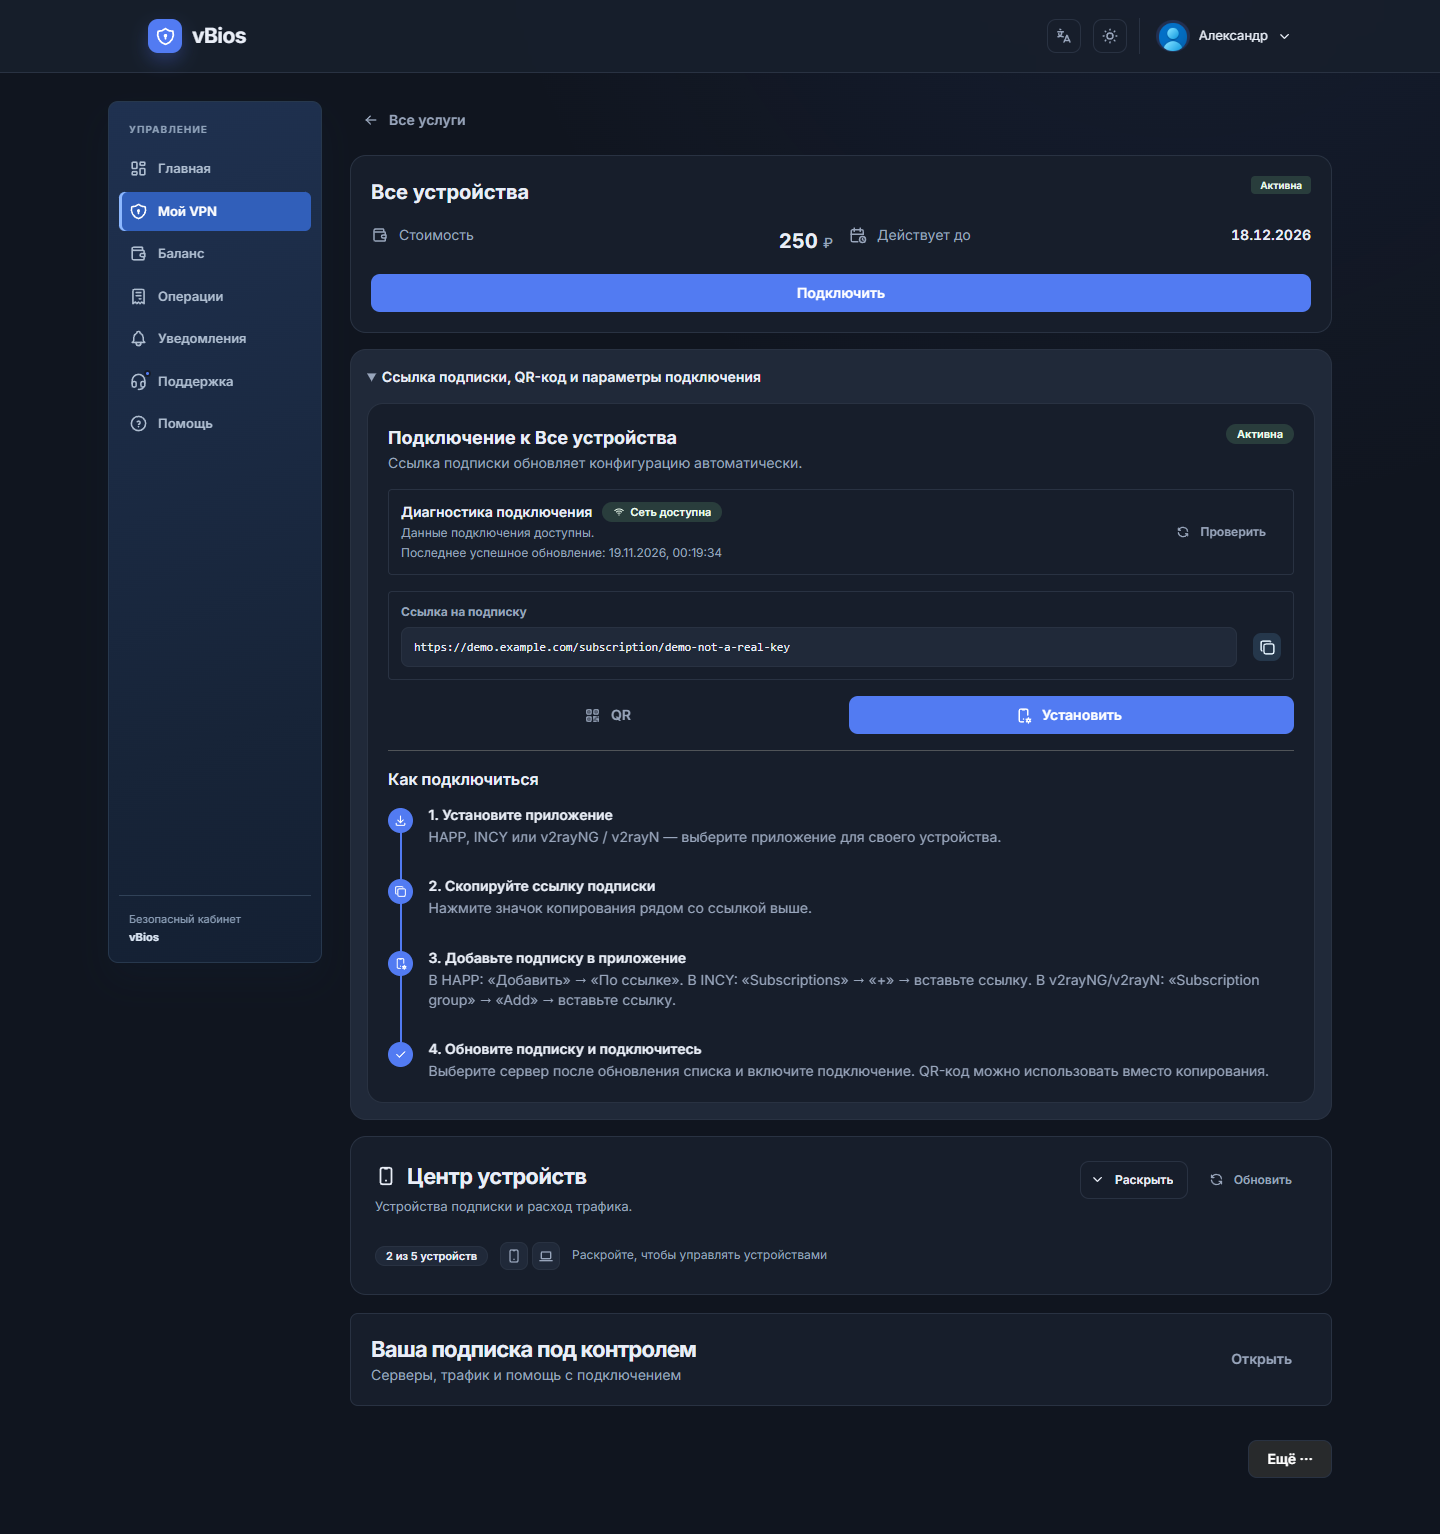 vBios
Александр
УПРАВЛЕНИЕ
Главная
Мой VPN
Баланс
Операции
Уведомления
Поддержка
Помощь
Безопасный кабинет
vBios
Все услуги
Все устройства
Активна
Стоимость
250 ₽
Действует до
18.12.2026
Подключить
Ссылка подписки, QR-код и параметры подключения
Подключение к Все устройства
Активна
Ссылка подписки обновляет конфигурацию автоматически.
Диагностика подключения
Сеть доступна
Данные подключения доступны.
Последнее успешное обновление: 19.11.2026, 00:19:34
Проверить
Ссылка на подписку
https://demo.example.com/subscription/demo-not-a-real-key
QR
Установить
Как подключиться
1. Установите приложение
HAPP, INCY или v2rayNG / v2rayN — выберите приложение для своего устройства.
2. Скопируйте ссылку подписки
Нажмите значок копирования рядом со ссылкой выше.
3. Добавьте подписку в приложение
В HAPP: «Добавить» → «По ссылке». В INCY: «Subscriptions» → «+» → вставьте ссылку. В v2rayNG/v2rayN: «Subscription
group» → «Add» → вставьте ссылку.
4. Обновите подписку и подключитесь
Выберите сервер после обновления списка и включите подключение. QR-код можно использовать вместо копирования.
Центр устройств
Раскрыть
Обновить
Устройства подписки и расход трафика.
2 из 5 устройств
Раскройте, чтобы управлять устройствами
Ваша подписка под контролем
Серверы, трафик и помощь с подключением
Открыть
Ещё ···